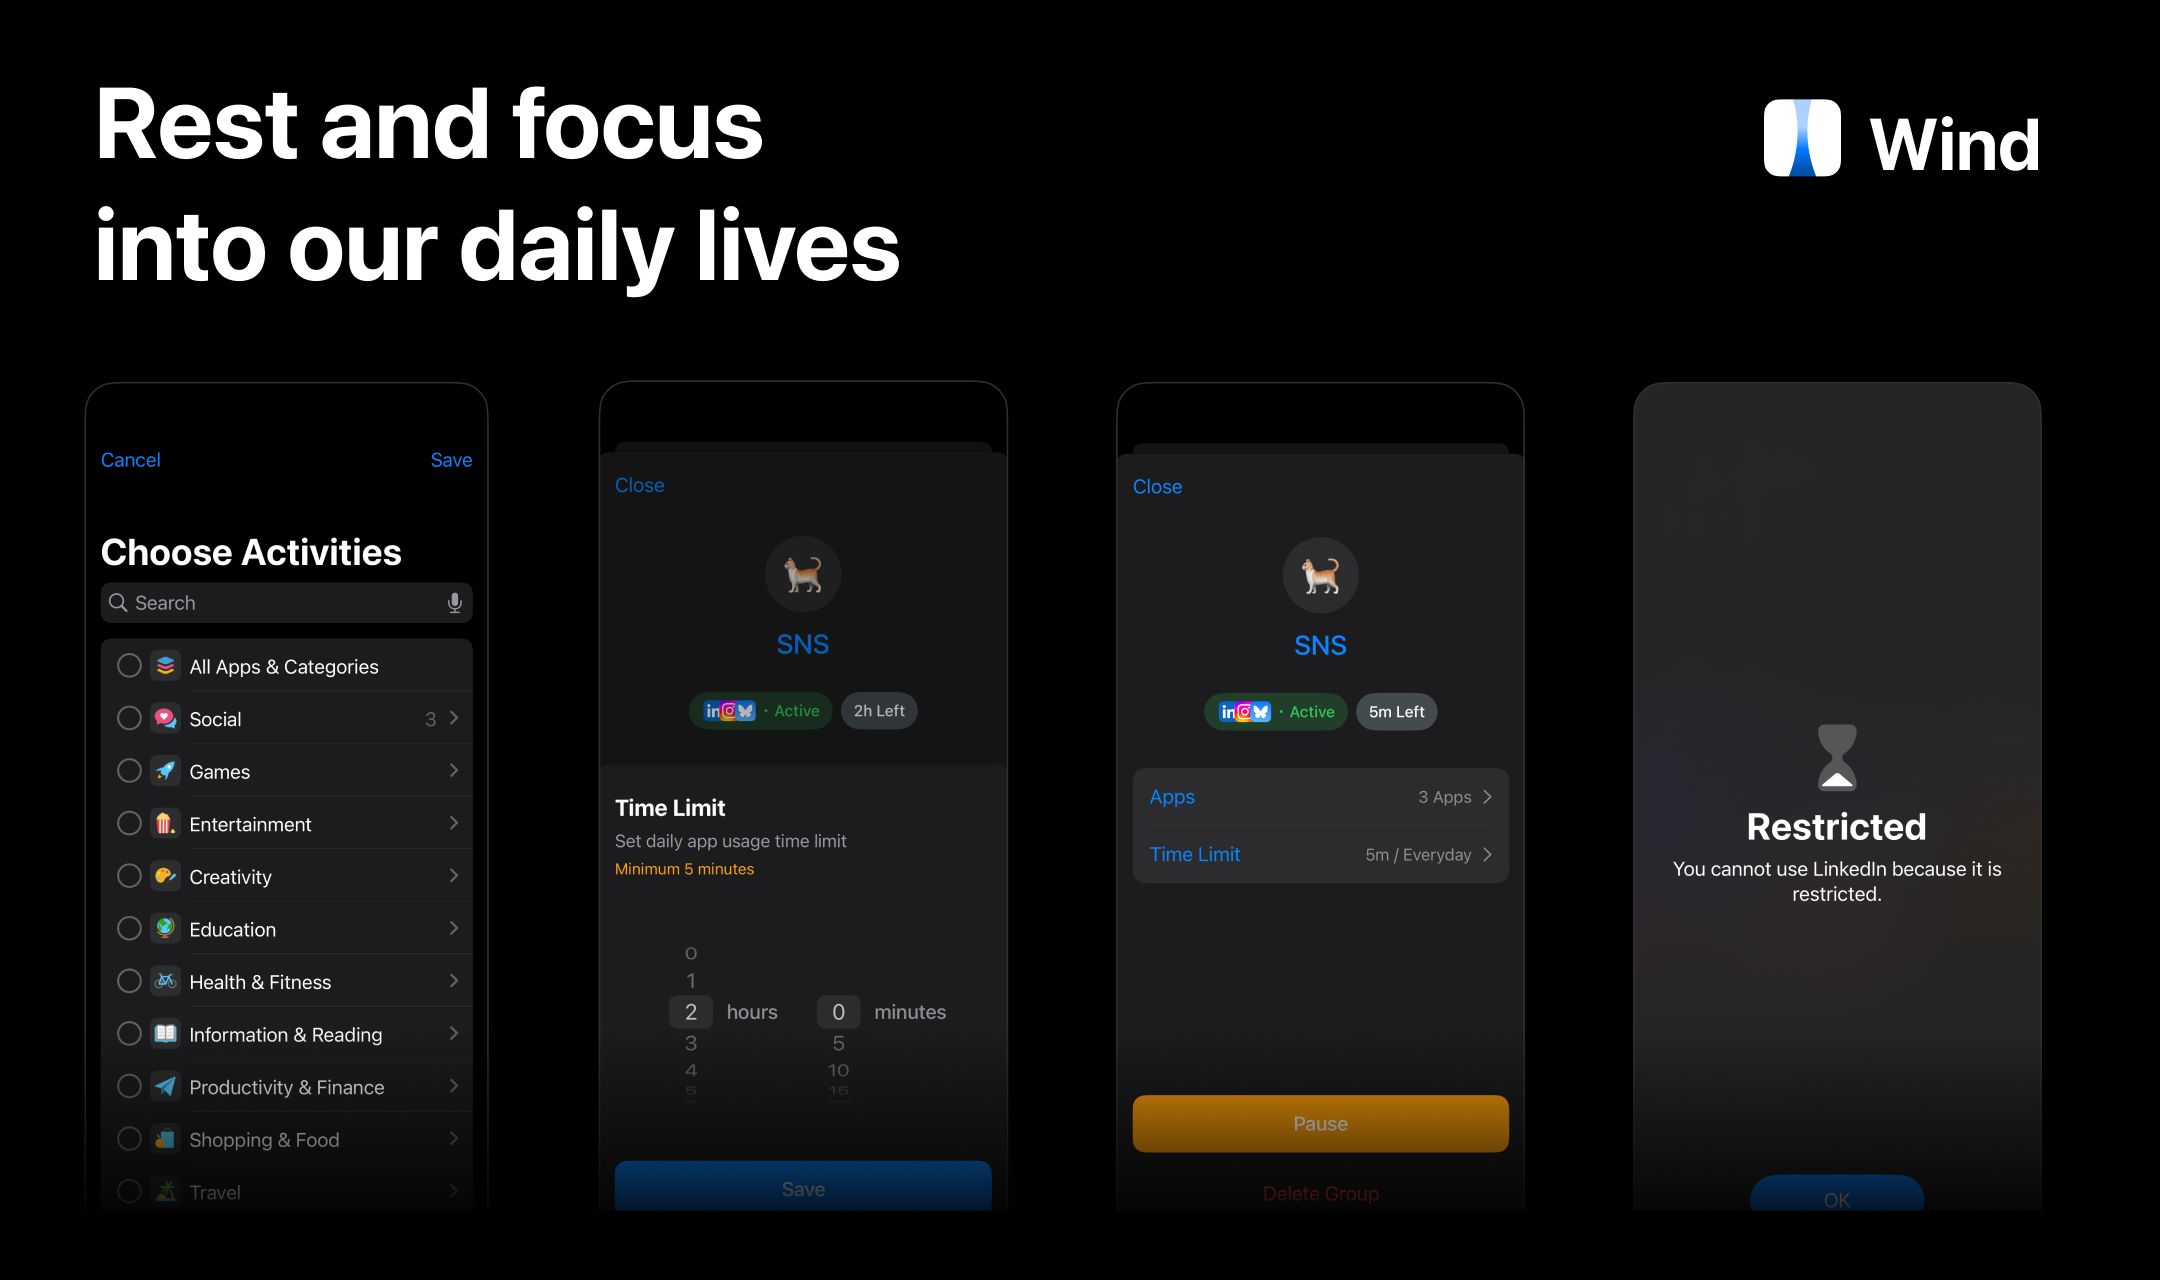 Rest and focus
into our daily lives
Wind
Cancel
Save
Choose Activities
Search
All Apps & Categories
Social
3
Games
Entertainment
Creativity
Education
Health & Fitness
Information & Reading
Productivity & Finance
Shopping & Food
Travel
Close
SNS
in
· Active
2h Left
Time Limit
Set daily app usage time limit
Minimum 5 minutes
0
1
2 hours 0 minutes
3 5
4 10
5 15
Save
Close
SNS
in
· Active
5m Left
Apps
3 Apps
Time Limit
5m / Everyday
Pause
Delete Group
Restricted
You cannot use LinkedIn because it is
restricted.
OK